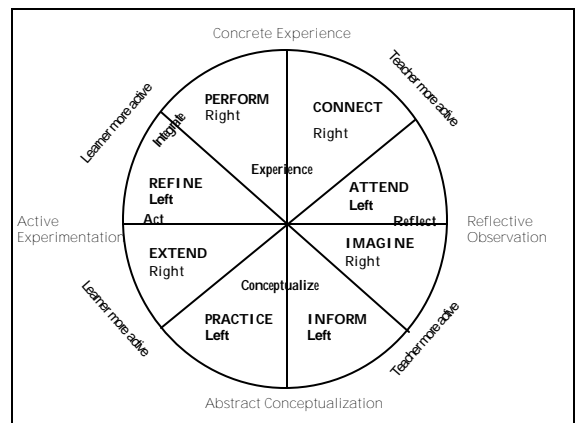 Concrete Experience
Learner more active
Teacher more active
PERFORM
Right
CONNECT
Right
Integrate
Experience
REFINE
Left
ATTEND
Left
Act
Reflect
Active
Experimentation
Reflective
Observation
EXTEND
Right
IMAGINE
Right
Conceptualize
PRACTICE
Left
INFORM
Left
Learner more active
Teacher more active
Abstract Conceptualization